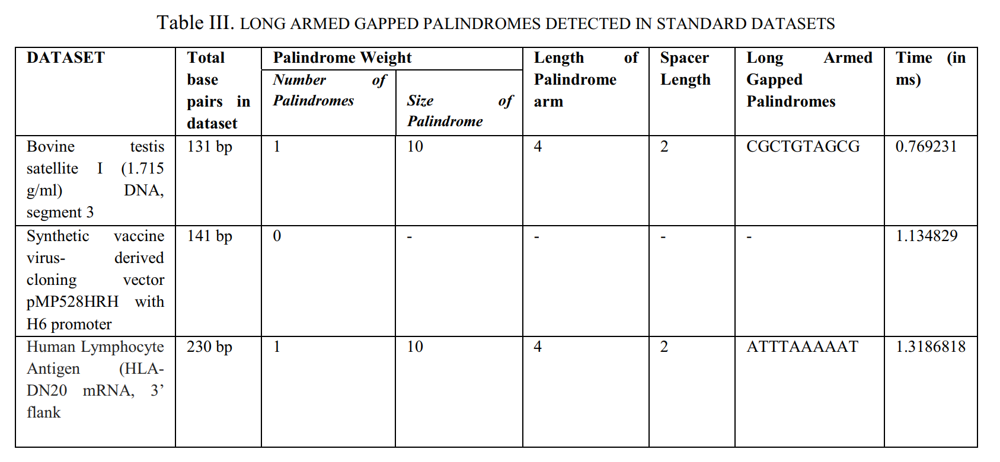 Table III. LONG ARMED GAPPED PALINDROMES DETECTED IN STANDARD DATASETS
DATASET
Total
base
pairs in
dataset
Palindrome Weight
Number of
Palindromes
Size of
Palindrome
Length of
Palindrome
arm
Spacer
Length
Long Armed
Gapped
Palindromes
Time (in
ms)
Bovine testis
satellite I (1.715
g/ml) DNA,
segment 3
131 bp
1
10
4
2
CGCTGTAGCG
0.769231
Synthetic vaccine
virus- derived
cloning vector
pMP528HRH with
H6 promoter
141 bp
0
-
-
-
-
1.134829
Human Lymphocyte
Antigen (HLA-
DN20 mRNA, 3’
flank
230 bp
1
10
4
2
ATTTAAAAAT
1.3186818